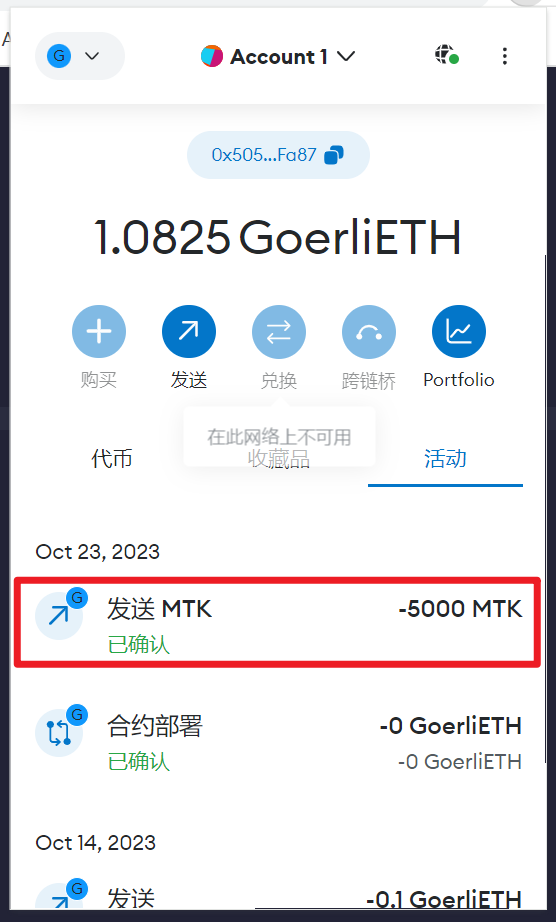 G
Account 1
0x505...Fa87
1.0825 GoerliETH
购买 发送 兑换 跨链桥 Portfolio
在此网络上不可用
代币 收藏品 活动
Oct 23, 2023
G
发送 MTK -5000 MTK
已确认
G
合约部署 -0 GoerliETH
已确认 -0 GoerliETH
Oct 14, 2023
G
发送 -0.1 GoerliETH